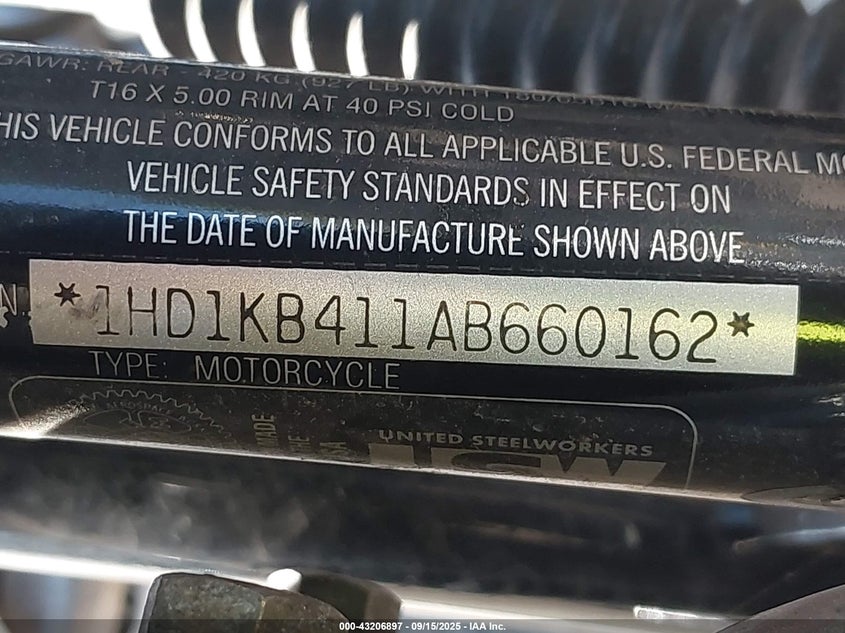 GAWR: REAR - 420 KG (927 LB) WITH
T16 X 5.00 RIM AT 40 PSI COLD
HIS VEHICLE CONFORMS TO ALL APPLICABLE U.S. FEDERAL MO
VEHICLE SAFETY STANDARDS IN EFFECT ON
THE DATE OF MANUFACTURE SHOWN ABOVE
N *1HD1KB411AB660162*
TYPE: MOTORCYCLE
MADE
UNITED STEELWORKERS
USW
000-43206897 - 09/15/2025 - IAA Inc.